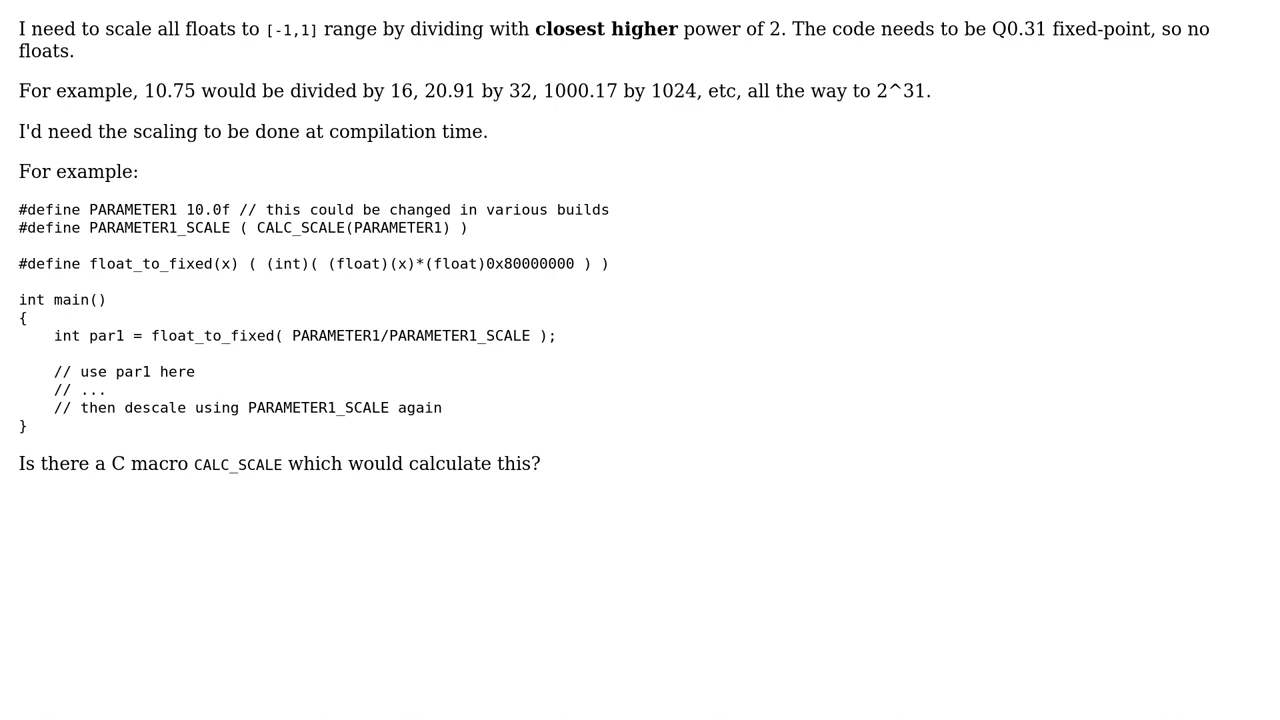 I need to scale all floats to [-1,1] range by dividing with closest higher power of 2. The code needs to be Q0.31 fixed-point, so no
floats.
For example, 10.75 would be divided by 16, 20.91 by 32, 1000.17 by 1024, etc, all the way to 2^31.
I'd need the scaling to be done at compilation time.
For example:
#define PARAMETER1 10.0f // this could be changed in various builds
#define PARAMETER1_SCALE ( CALC_SCALE(PARAMETER1) )
#define float_to_fixed(x) ( (int)( (float)(x)*(float)0x80000000 ) )
int main()
{
    int par1 = float_to_fixed( PARAMETER1/PARAMETER1_SCALE );
    // use par1 here
    // ...
    // then descale using PARAMETER1_SCALE again
}
Is there a C macro CALC_SCALE which would calculate this?